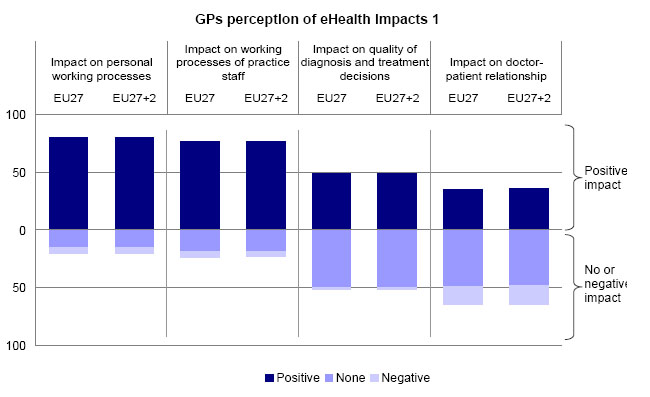 GPs perception of eHealth Impacts 1
Impact on personal
working processes
Impact on working
processes of practice
staff
Impact on quality of
diagnosis and treatment
decisions
Impact on doctor-
patient relationship
EU27 EU27+2 EU27 EU27+2 EU27 EU27+2 EU27 EU27+2
100
50
0
50
100
Positive
impact
No or
negative
impact
Positive None Negative